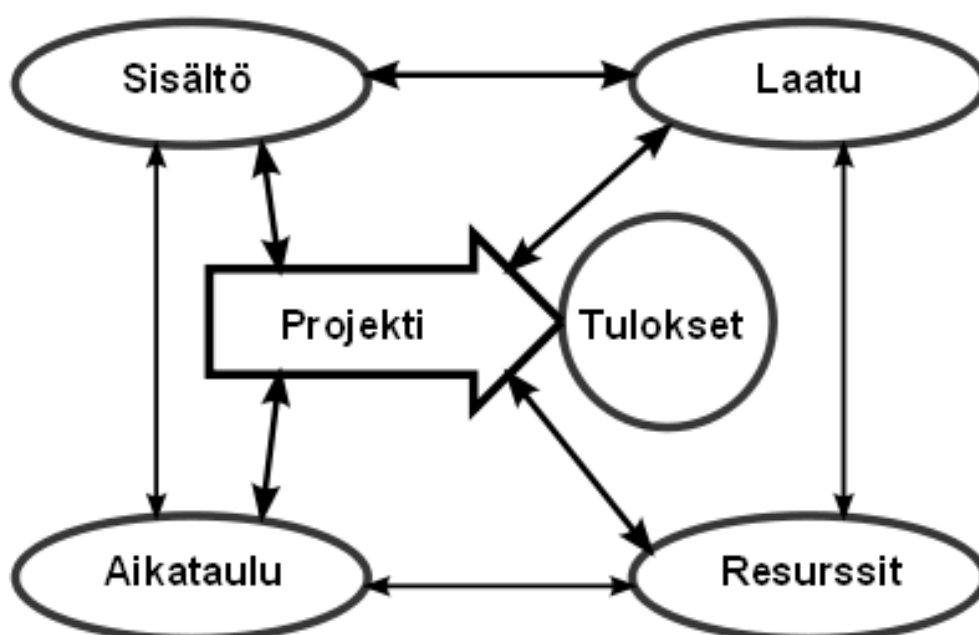 Sisältö
Laatu
Projekti
Tulokset
Aikataulu
Resurssit